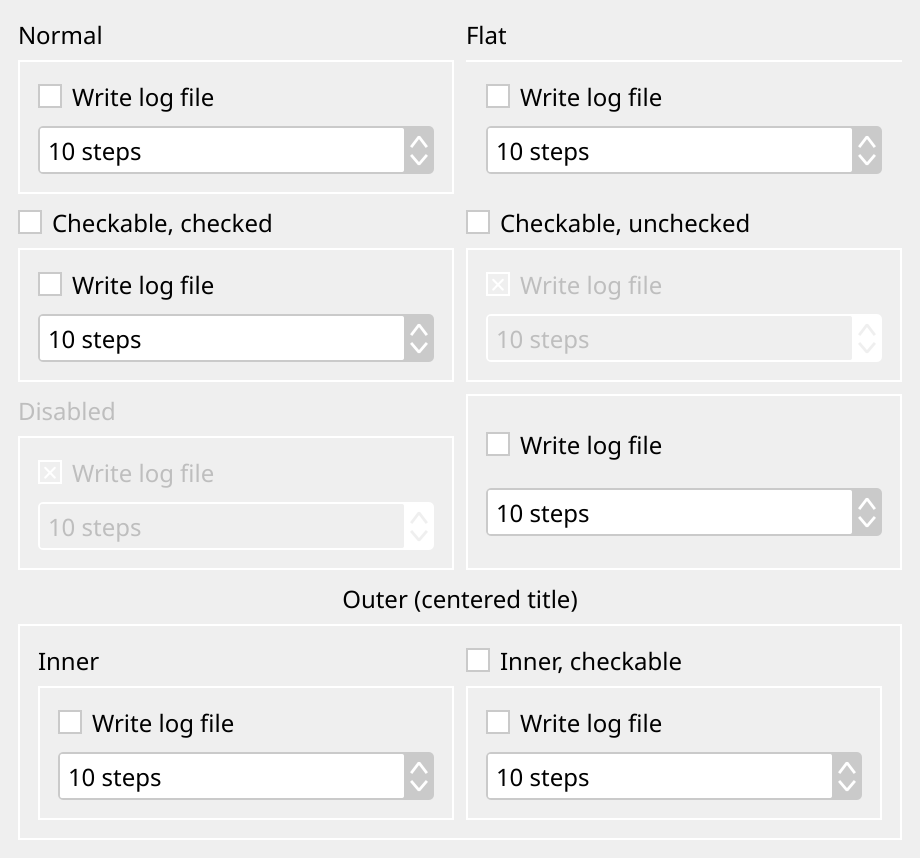 Normal
Flat
Write log file
Write log file
10 steps
10 steps
Checkable, checked
Checkable, unchecked
Write log file
Write log file
10 steps
10 steps
Disabled
Write log file
Write log file
10 steps
10 steps
Outer (centered title)
Inner
Inner, checkable
Write log file
Write log file
10 steps
10 steps